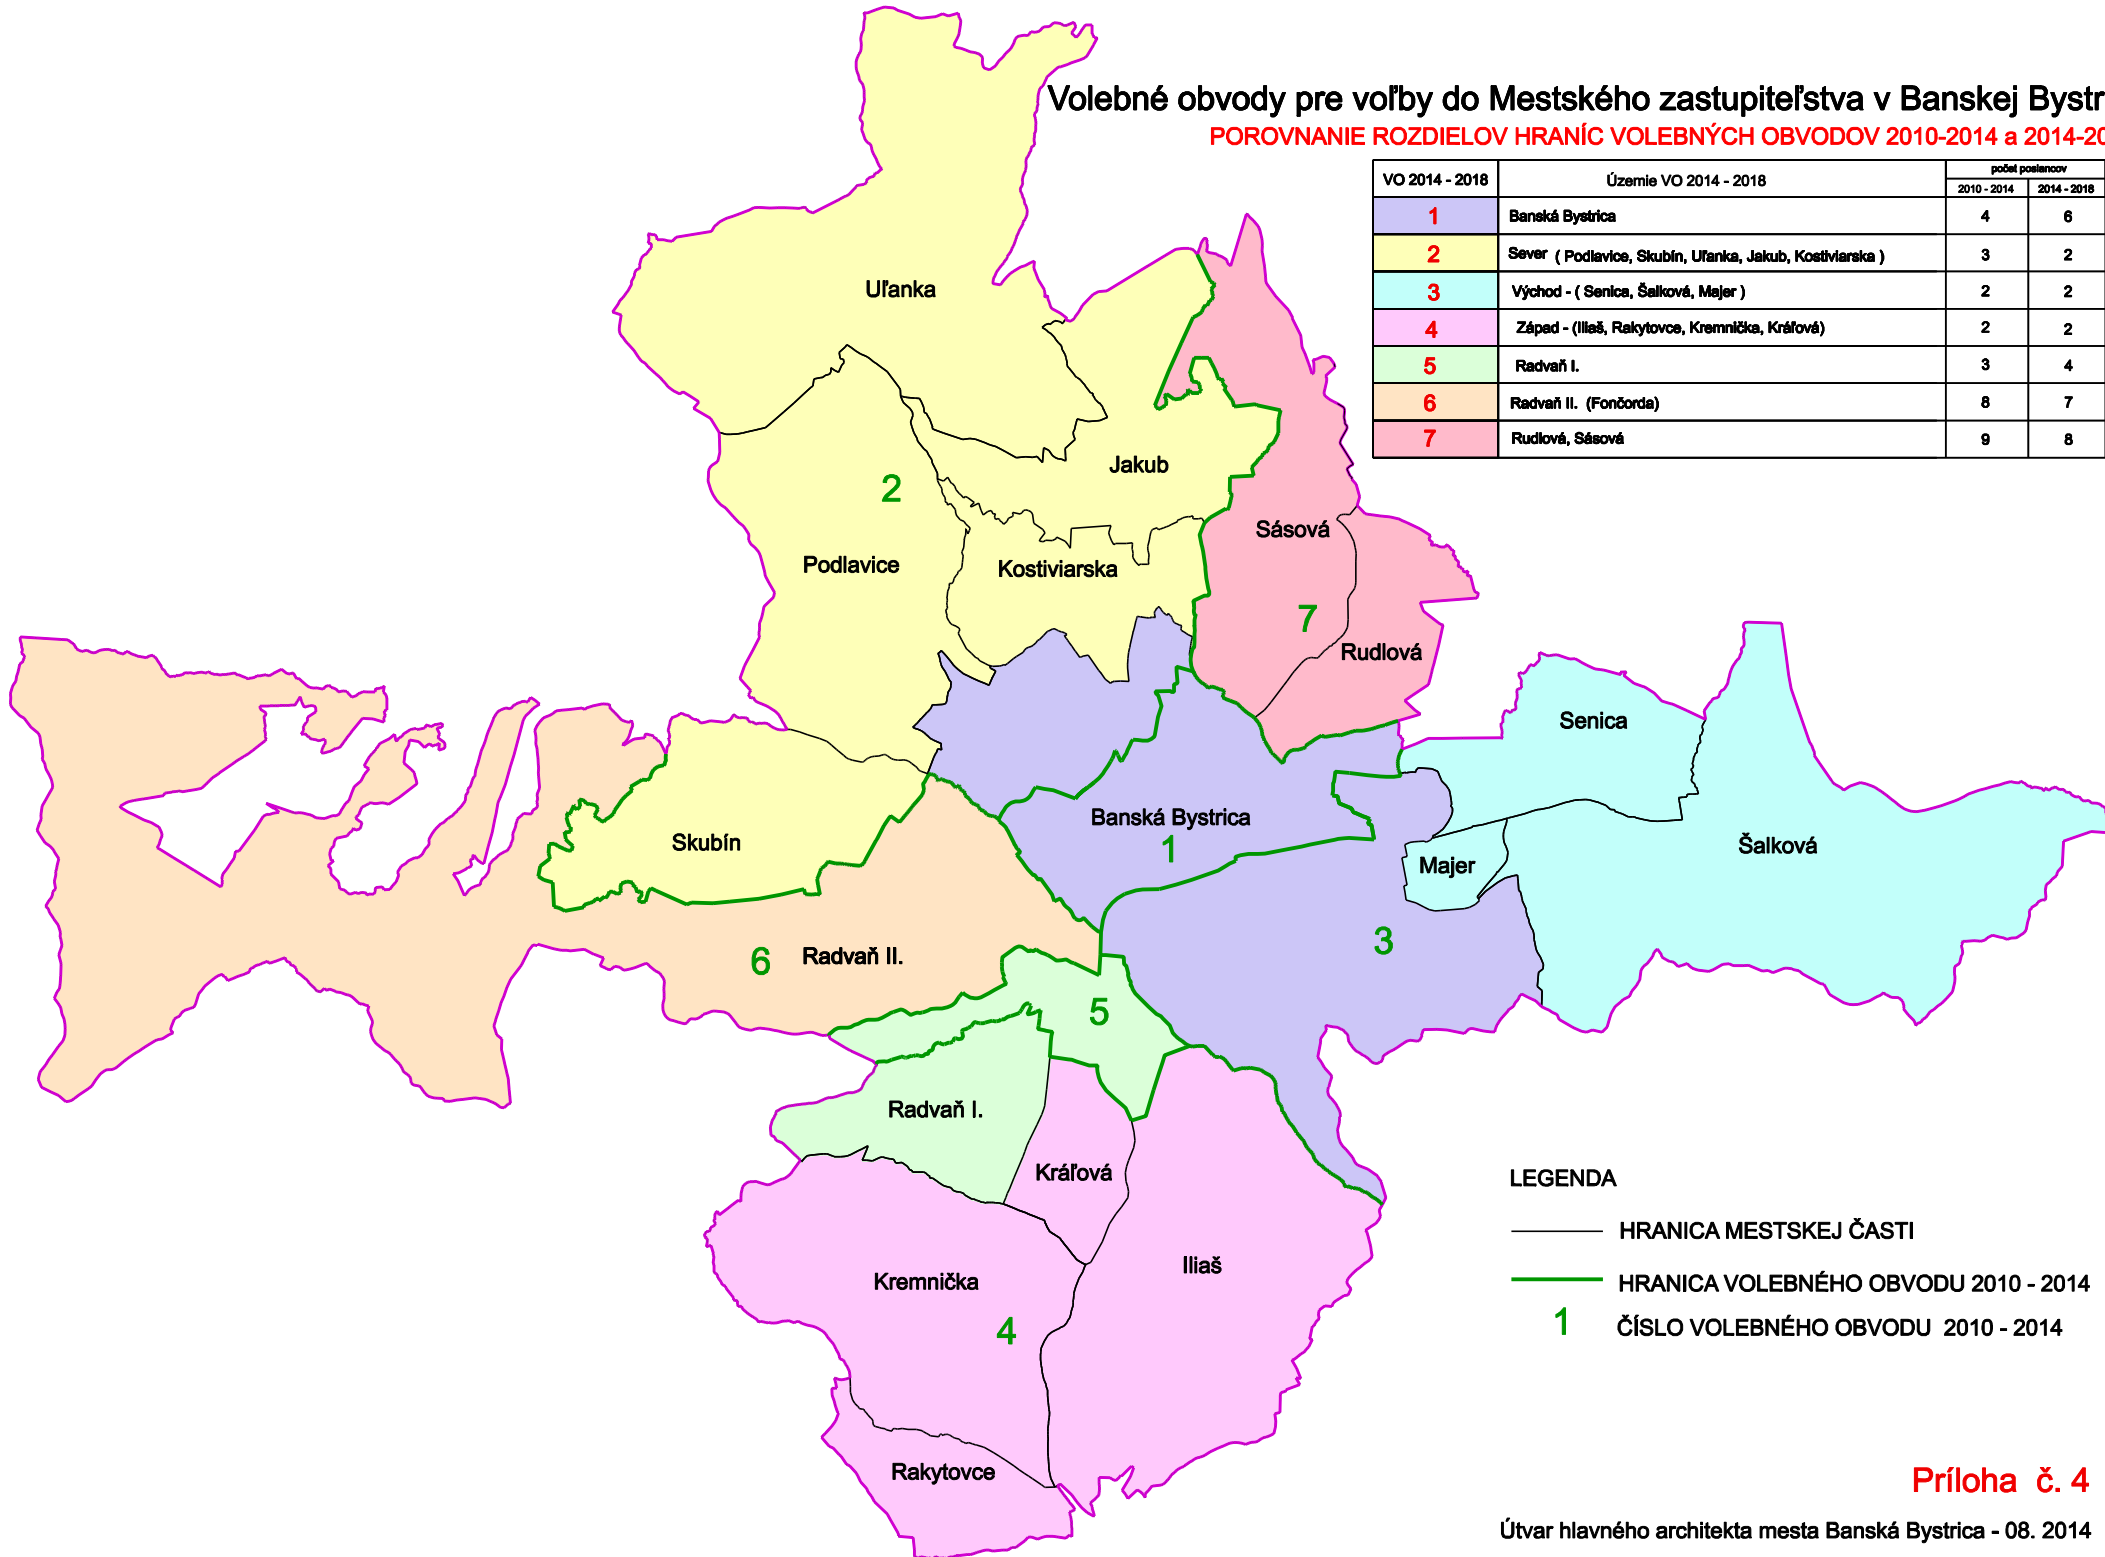 Volebné obvody pre voľby do Mestského zastupiteľstva v Banskej Bystr
POROVNANIE ROZDIELOV HRANÍC VOLEBNÝCH OBVODOV 2010-2014 a 2014-20
VO 2014 - 2018 Územie VO 2014 - 2018 počet poslancov
2010 - 2014 2014 - 2018
1 Banská Bystrica 4 6
2 Sever ( Podlavice, Skubín, Uľanka, Jakub, Kostiviarska ) 3 2
3 Východ - ( Senica, Šalková, Majer ) 2 2
4 Západ - (Iliaš, Rakytovce, Kremnička, Kráľová) 2 2
5 Radvaň I. 3 4
6 Radvaň II. (Fončorda) 8 7
7 Rudlová, Sásová 9 8
Uľanka
Jakub
2
Sásová
Podlavice
Kostiviarska
7
Rudlová
Senica
Banská Bystrica
1
Skubín
Šalková
Majer
3
6
Radvaň II.
5
Radvaň I.
Kráľová
Iliaš
Kremnička
4
Rakytovce
LEGENDA
HRANICA MESTSKEJ ČASTI
HRANICA VOLEBNÉHO OBVODU 2010 - 2014
1 ČÍSLO VOLEBNÉHO OBVODU 2010 - 2014
Príloha č. 4
Útvar hlavného architekta mesta Banská Bystrica - 08. 2014